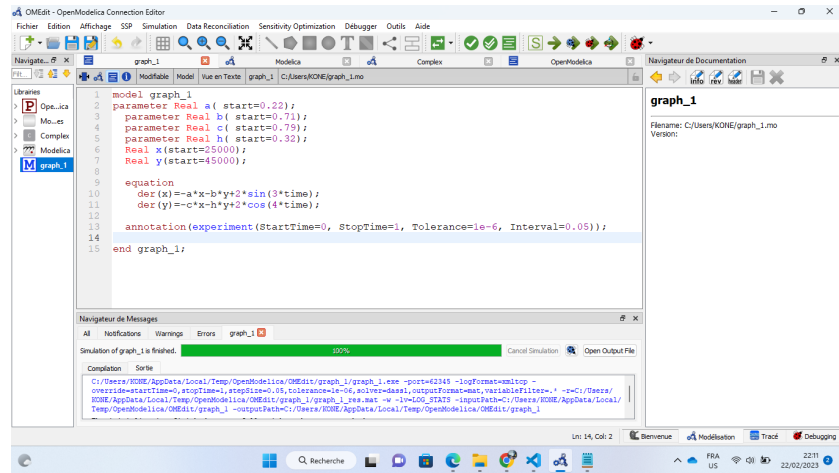 OMEdit - OpenModelica Connection Editor
Fichier Edition Affichage SSP Simulation Data Reconciliation Sensitivity Optimization Débugger Outils Aide
Navigate...
graph_1
Modelica
Complex
OpenModelica
Navigateur de Documentation
Modifiable Model Vue en Texte graph_1 C:/Users/KONE/graph_1.mo
Librairies
P Ope...ica
Mo...es
Complex
Modelica
M graph_1
1 model graph_1
2 parameter Real a( start=0.22);
3 parameter Real b( start=0.71);
4 parameter Real c( start=0.79);
5 parameter Real h( start=0.32);
6 Real x(start=25000);
7 Real y(start=45000);
8
9 equation
10 der(x)=-a*x-b*y+2*sin(3*time);
11 der(y)=-c*x-h*y+2*cos(4*time);
12
13 annotation(experiment(StartTime=0, StopTime=1, Tolerance=1e-6, Interval=0.05));
14
15 end graph_1;
graph_1
Filename: C:/Users/KONE/graph_1.mo
Version:
Navigateur de Messages
All Notifications Warnings Errors graph_1
Simulation of graph_1 is finished. 100% Cancel Simulation Open Output File
Compilation Sortie
C:/Users/KONE/AppData/Local/Temp/OpenModelica/OMEdit/graph_1/graph_1.exe -port=62345 -logFormat=xmltcp -
override=startTime=0,stopTime=1,stepSize=0.05,tolerance=1e-06,solver=dassl,outputFormat=mat,variableFilter=.* -r=C:/Users/
KONE/AppData/Local/Temp/OpenModelica/OMEdit/graph_1/graph_1_res.mat -w -lv=LOG_STATS -inputPath=C:/Users/KONE/AppData/Local/
Temp/OpenModelica/OMEdit/graph_1 -outputPath=C:/Users/KONE/AppData/Local/Temp/OpenModelica/OMEdit/graph_1
Ln: 14, Col: 2 Bienvenue Modélisation Tracé Debugging
Recherche
FRA
US
22:11
22/02/2023